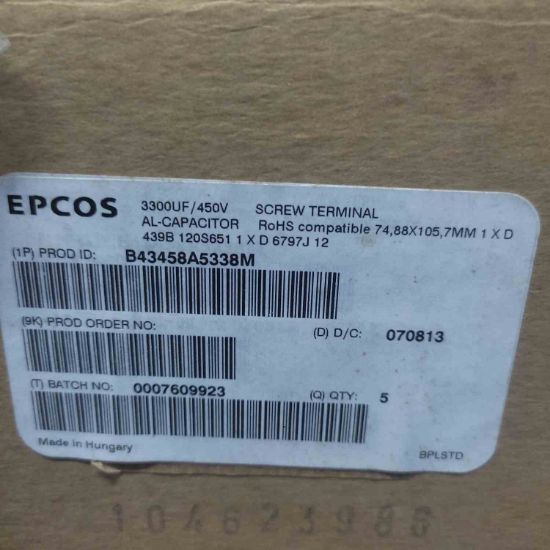 EPCOS 3300UF/450V SCREW TERMINAL
AL-CAPACITOR RoHS compatible 74,88X105,7MM 1 X D
439B 120S651 1 X D 6797J 12
(1P) PROD ID: B43458A5338M
(9K) PROD ORDER NO: (D) D/C: 070813
(T) BATCH NO: 0007609923 (Q) QTY: 5
Made in Hungary BPLSTD
104623986